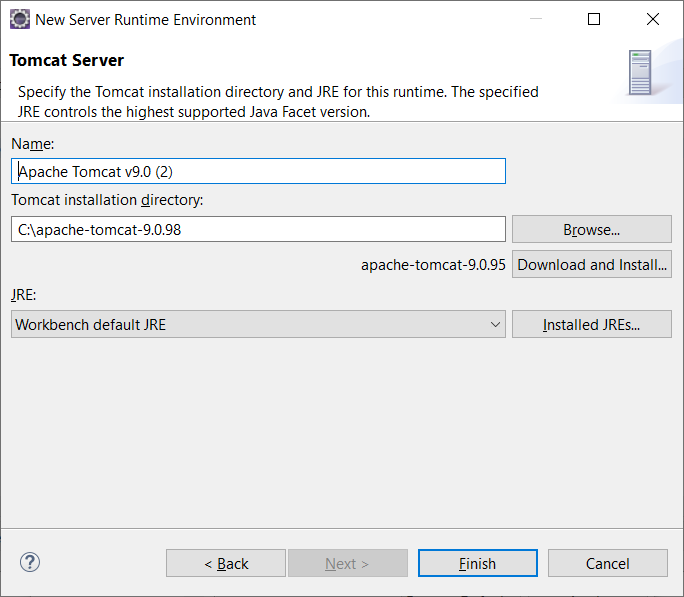 New Server Runtime Environment
Tomcat Server
Specify the Tomcat installation directory and JRE for this runtime. The specified
JRE controls the highest supported Java Facet version.
Name:
Apache Tomcat v9.0 (2)
Tomcat installation directory:
C:\apache-tomcat-9.0.98
Browse...
apache-tomcat-9.0.95
Download and Install...
JRE:
Workbench default JRE
Installed JREs...
?
< Back
Next >
Finish
Cancel